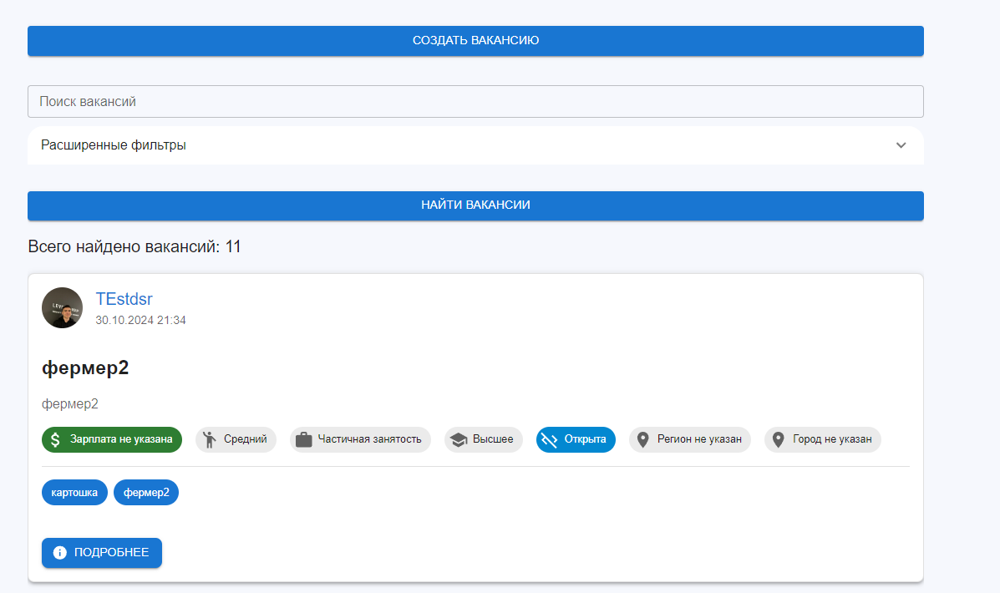 СОЗДАТЬ ВАКАНСИЮ
Поиск вакансий
Расширенные фильтры
НАЙТИ ВАКАНСИИ
Всего найдено вакансий: 11
TEstdsr
30.10.2024 21:34
фермер2
фермер2
Зарплата не указана Средний Частичная занятость Высшее Открыта Регион не указан Город не указан
картошка фермер2
ПОДРОБНЕЕ